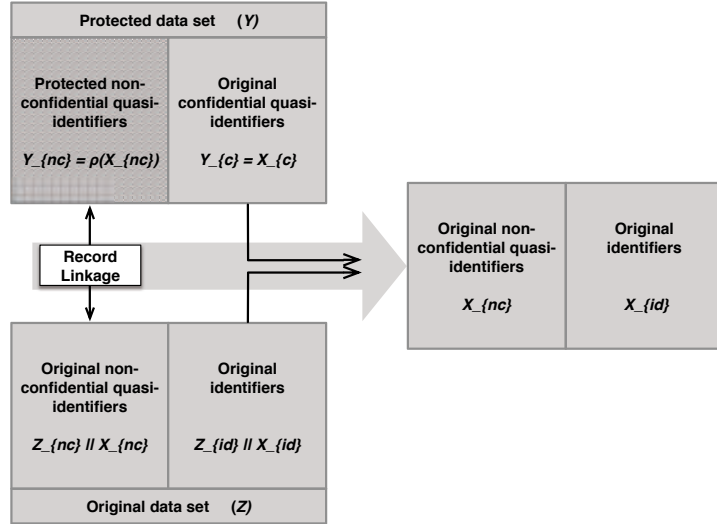 Protected data set (Y)
Protected non-
confidential quasi-
identifiers
Y_{nc} = ρ(X_{nc})
Original
confidential quasi-
identifiers
Y_{c} = X_{c}
Record
Linkage
Original non-
confidential quasi-
identifiers
X_{nc}
Original
identifiers
X_{id}
Original non-
confidential quasi-
identifiers
Z_{nc} // X_{nc}
Original
identifiers
Z_{id} // X_{id}
Original data set (Z)